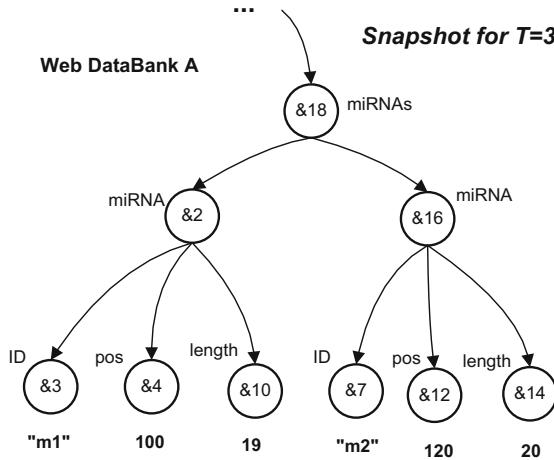 ...
Snapshot for T=3
Web DataBank A
&18 miRNAs
miRNA miRNA
&2 &16
ID pos length ID pos length
&3 &4 &10 &7 &12 &14
"m1" 100 19 "m2" 120 20